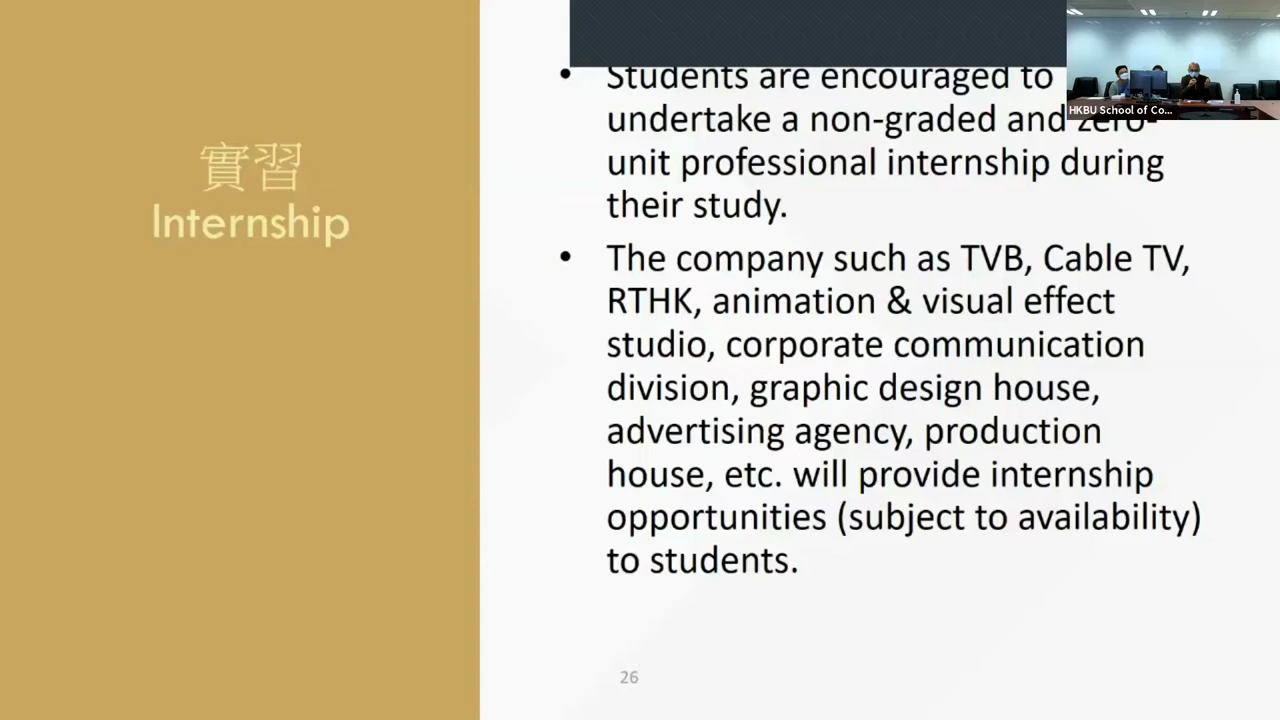 實習
Internship
• Students are encouraged to
undertake a non-graded and zero-
unit professional internship during
their study.
• The company such as TVB, Cable TV,
RTHK, animation & visual effect
studio, corporate communication
division, graphic design house,
advertising agency, production
house, etc. will provide internship
opportunities (subject to availability)
to students.
26
HKBU School of Co...